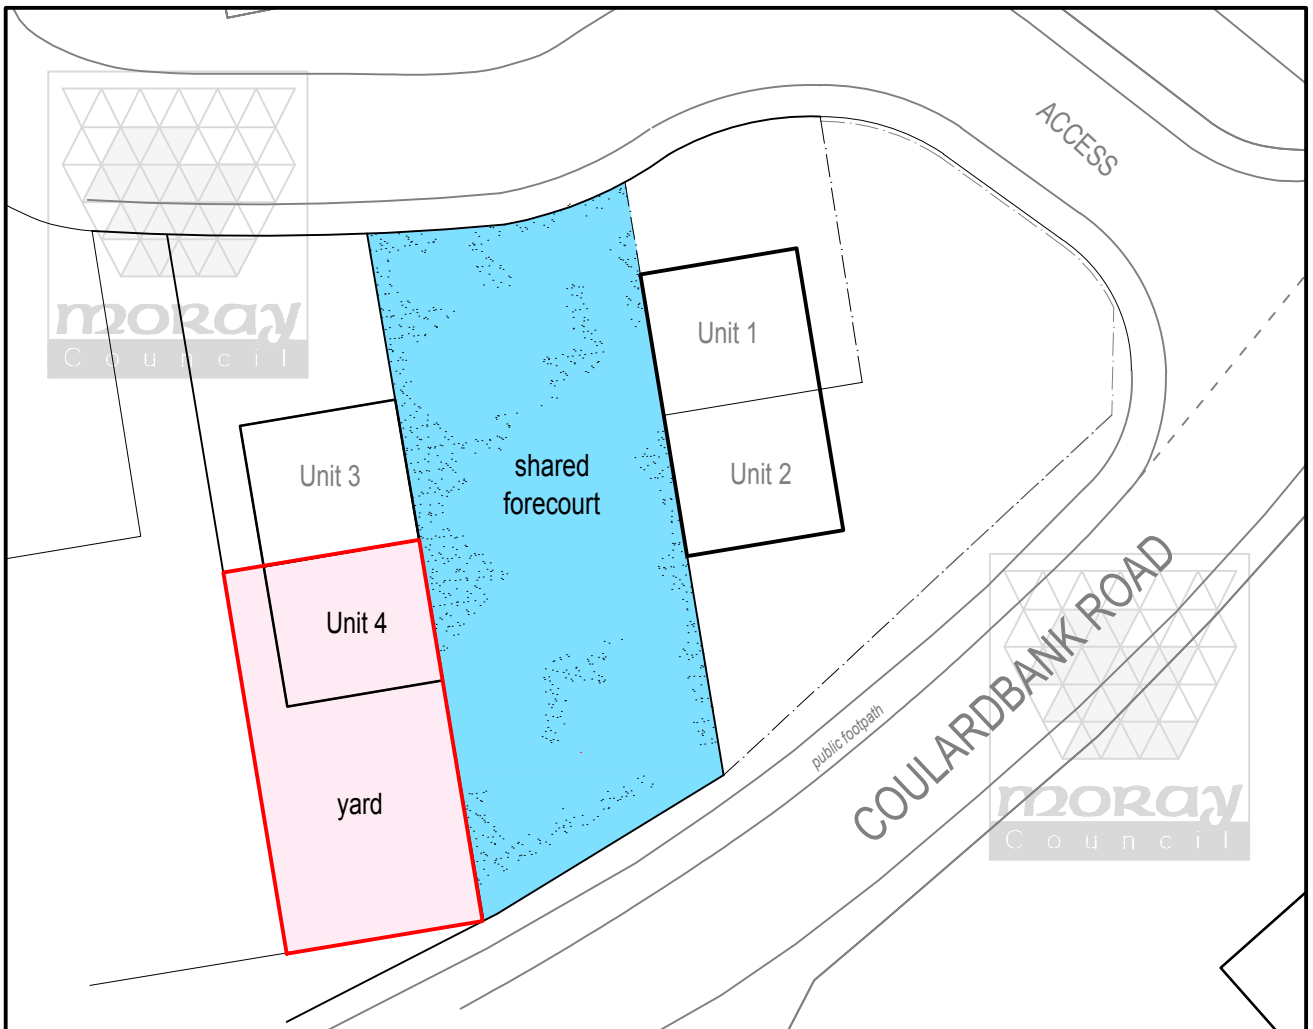 ACCESS
moray
Council
Unit 1
Unit 3
shared
forecourt
Unit 2
Unit 4
COULARDBANK ROAD
public footpath
yard
moray
Council